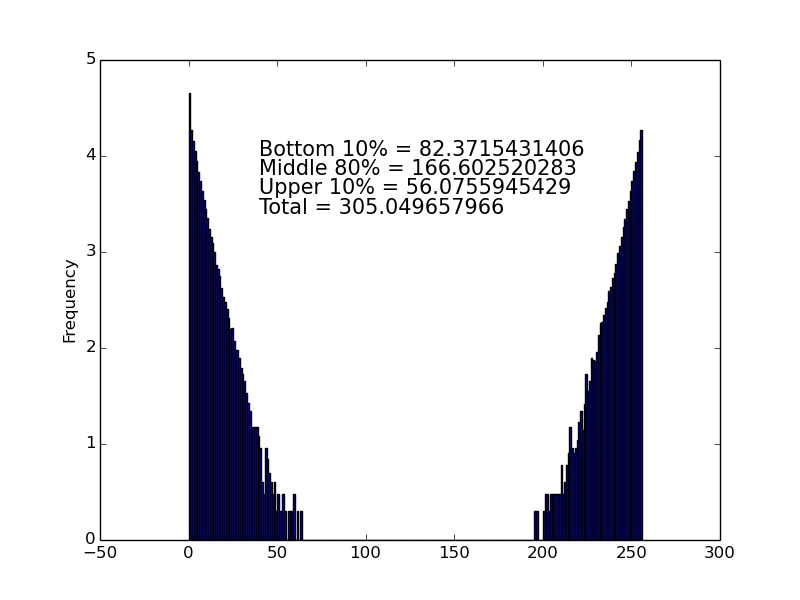 5
4
3
2
1
0
Frequency
Bottom 10% = 82.3715431406
Middle 80% = 166.602520283
Upper 10% = 56.0755945429
Total = 305.049657966
−50 0 50 100 150 200 250 300